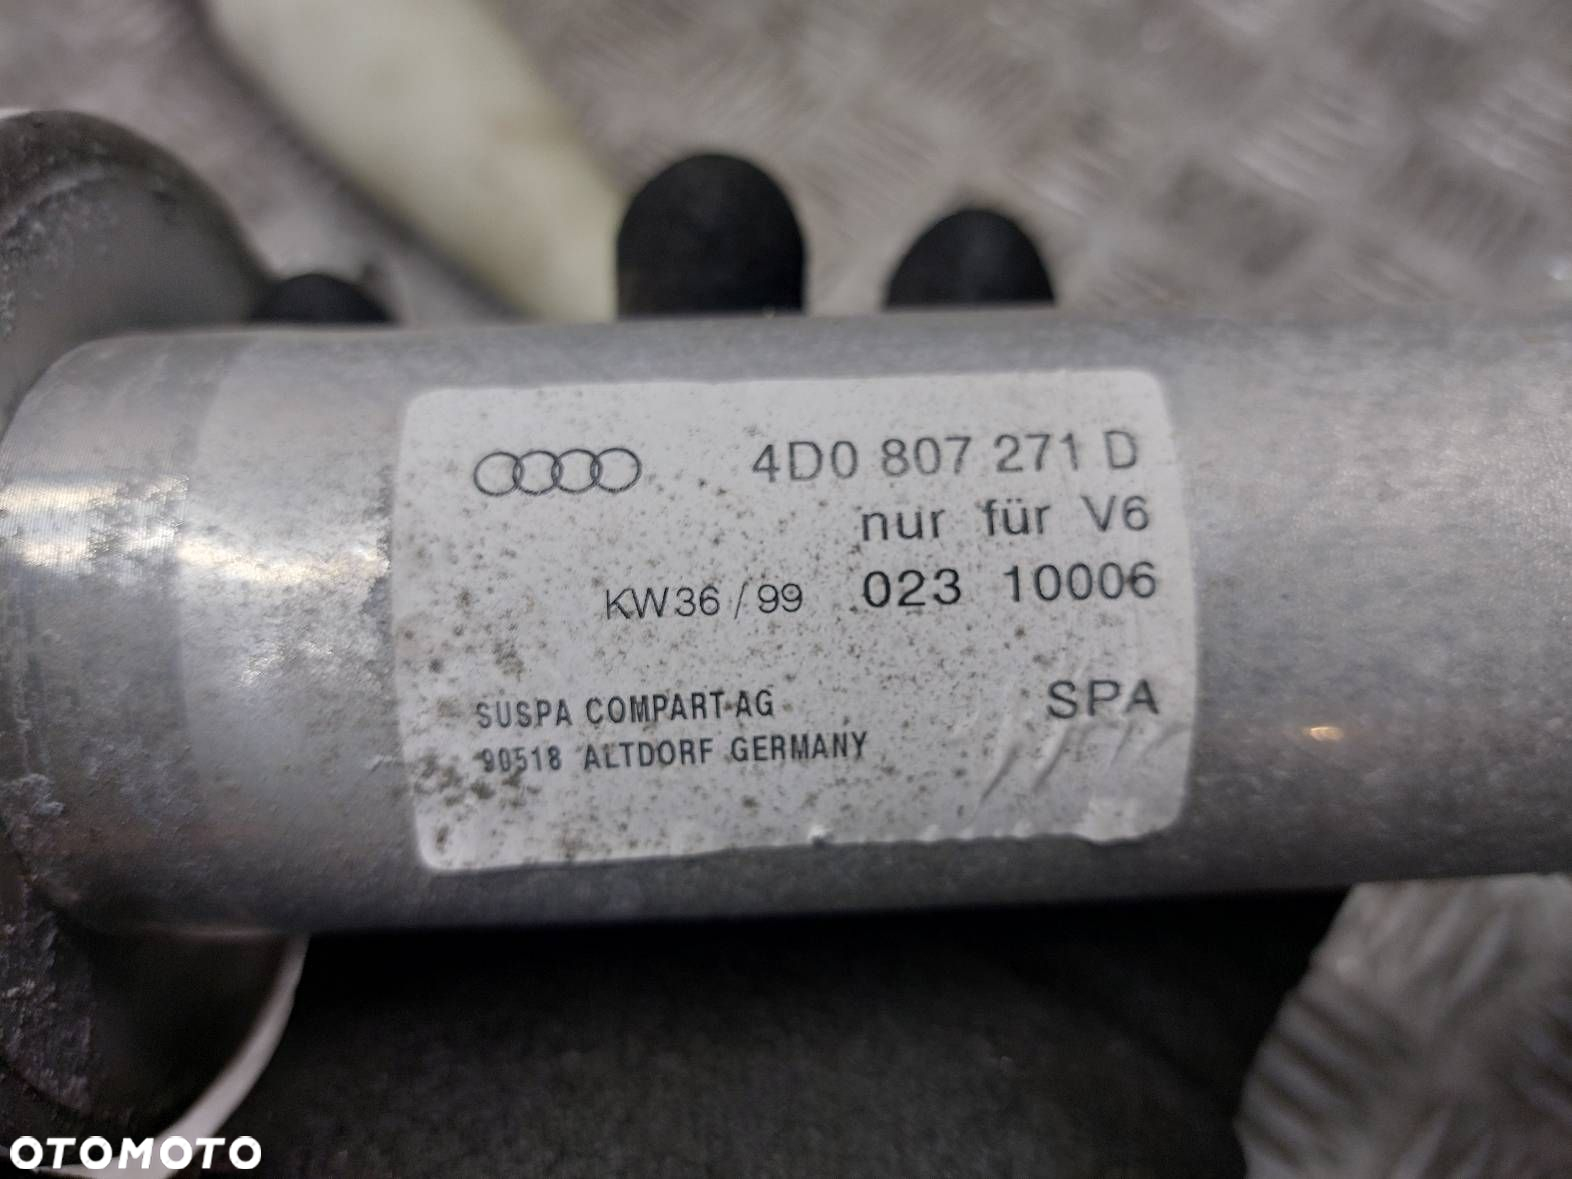 4D0 807 271 D
nur für V6
KW36/99 023 10006
SUSPA COMPART AG SPA
90518 ALTDORF GERMANY
OTOMOTO